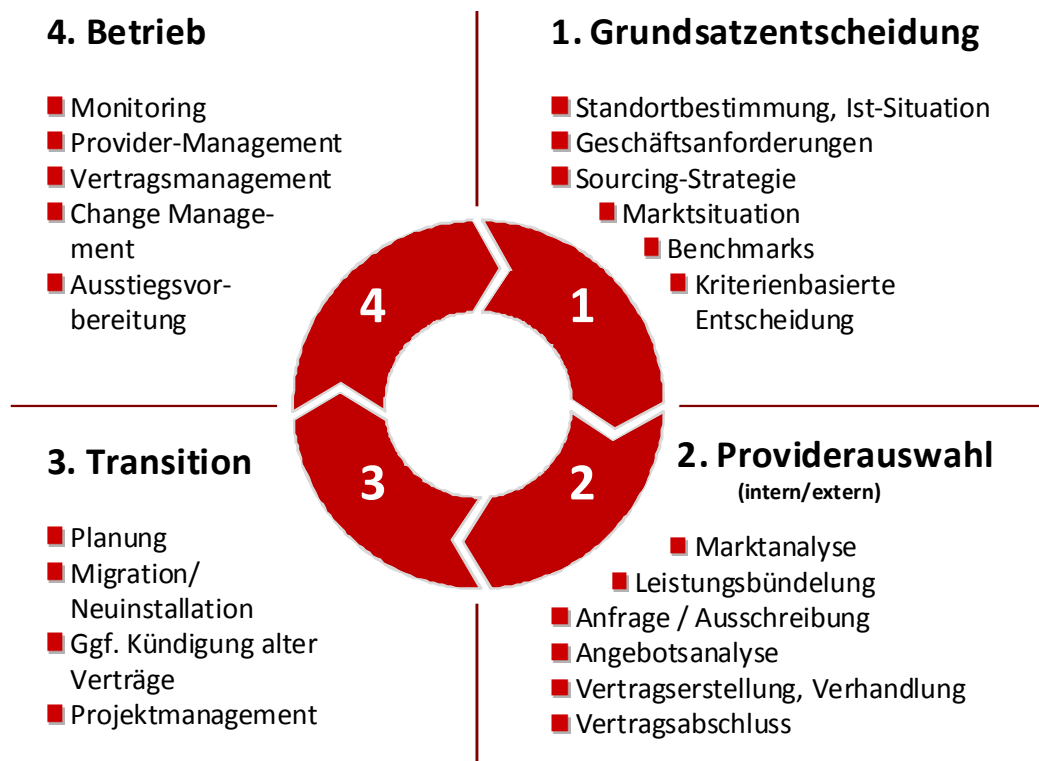 4. Betrieb
Monitoring
Provider-Management
Vertragsmanagement
Change Manage-
ment
Ausstiegsvor-
bereitung
1. Grundsatzentscheidung
Standortbestimmung, Ist-Situation
Geschäftsanforderungen
Sourcing-Strategie
Marktsituation
Benchmarks
Kriterienbasierte
Entscheidung
4
1
3
2
3. Transition
Planung
Migration/
Neuinstallation
Ggf. Kündigung alter
Verträge
Projektmanagement
2. Providerauswahl
(intern/extern)
Marktanalyse
Leistungsbündelung
Anfrage / Ausschreibung
Angebotsanalyse
Vertragserstellung, Verhandlung
Vertragsabschluss